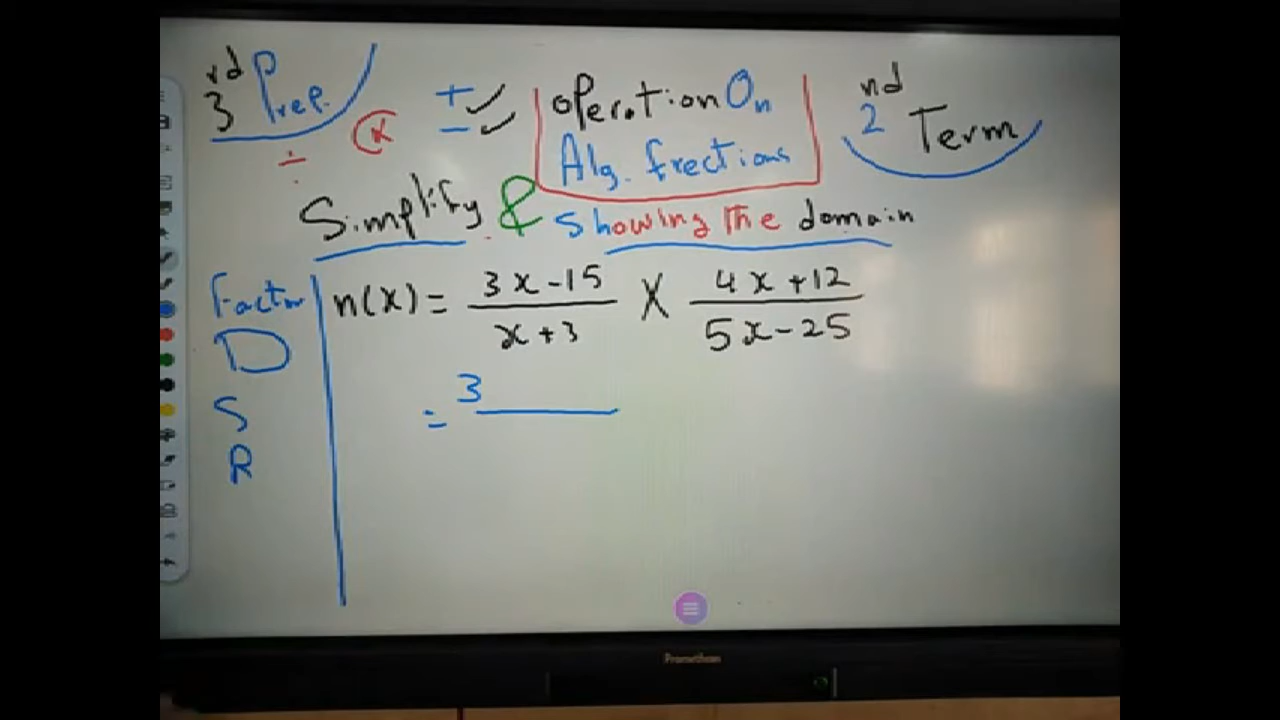 3rd Prep.
÷ × + ✓ - ✓
operation On
Alg. frections
2nd Term
Simplify & Showing The domain
Factor
D
S
R
n(x) = 3x-15 / x+3 × 4x+12 / 5x-25
= 3
Promethean